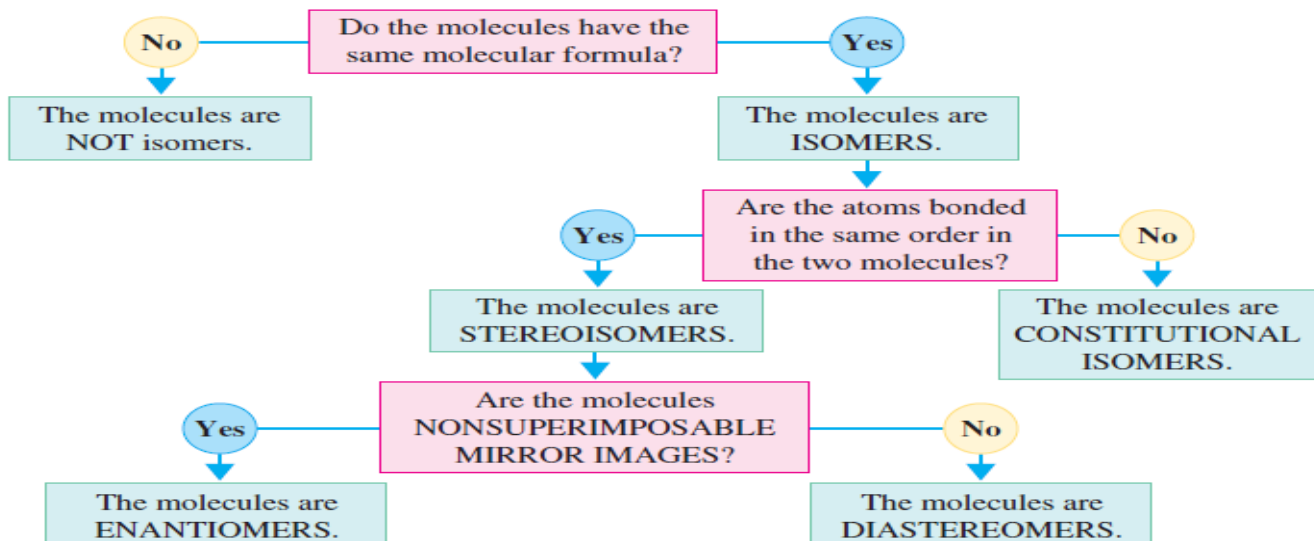 Do the molecules have the
same molecular formula?
No
Yes
The molecules are
NOT isomers.
The molecules are
ISOMERS.
Are the atoms bonded
in the same order in
the two molecules?
Yes
No
The molecules are
STEREOISOMERS.
The molecules are
CONSTITUTIONAL
ISOMERS.
Are the molecules
NONSUPERIMPOSABLE
MIRROR IMAGES?
Yes
No
The molecules are
ENANTIOMERS.
The molecules are
DIASTEREOMERS.